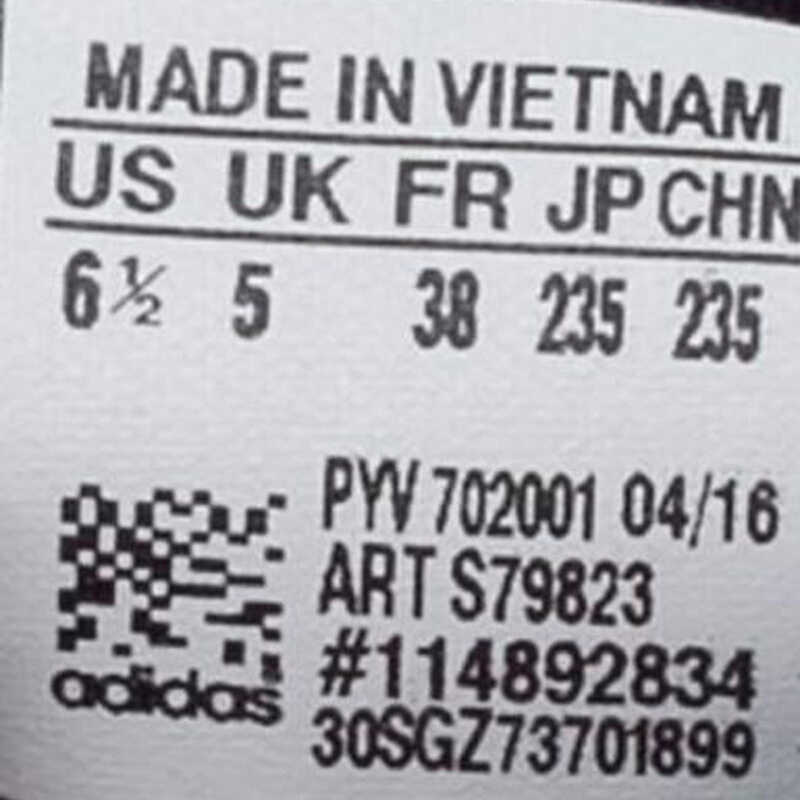 MADE IN VIETNAM
US UK FR JP CHN
6½ 5 38 235 235
PYV 702001 04/16
ART S79823
#114892834
adidas
30SGZ73701899